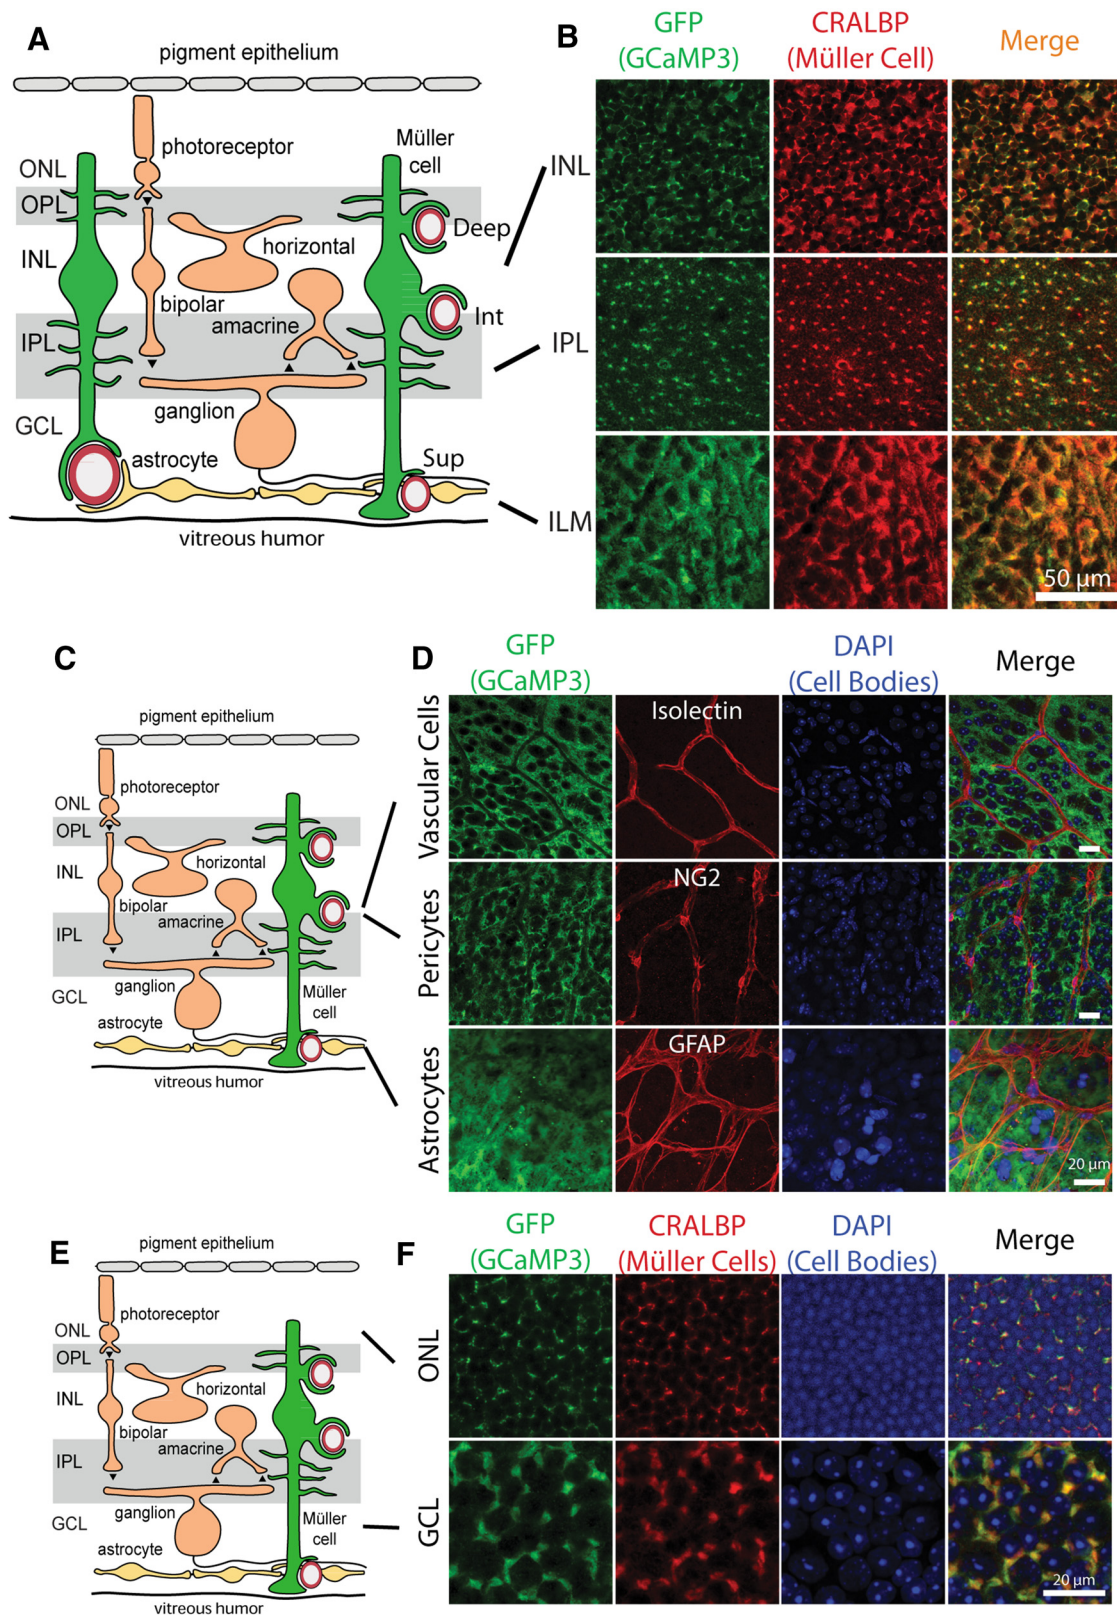 A
pigment epithelium
photoreceptor
Müller
cell
ONL
OPL
Deep
horizontal
INL
bipolar
Int
amacrine
IPL
ganglion
GCL
astrocyte
Sup
vitreous humor
B
GFP
(GCaMP3)
CRALBP
(Müller Cell)
Merge
INL
IPL
ILM
50 µm
C
pigment epithelium
photoreceptor
ONL
OPL
horizontal
INL
bipolar
amacrine
IPL
ganglion
Müller
cell
GCL
astrocyte
vitreous humor
D
GFP
(GCaMP3)
DAPI
(Cell Bodies)
Merge
Vascular Cells
Isolectin
Pericytes
NG2
Astrocytes
GFAP
20 µm
E
pigment epithelium
photoreceptor
ONL
OPL
horizontal
INL
bipolar
amacrine
IPL
ganglion
Müller
cell
GCL
astrocyte
vitreous humor
F
GFP
(GCaMP3)
CRALBP
(Müller Cells)
DAPI
(Cell Bodies)
Merge
ONL
GCL
20 µm